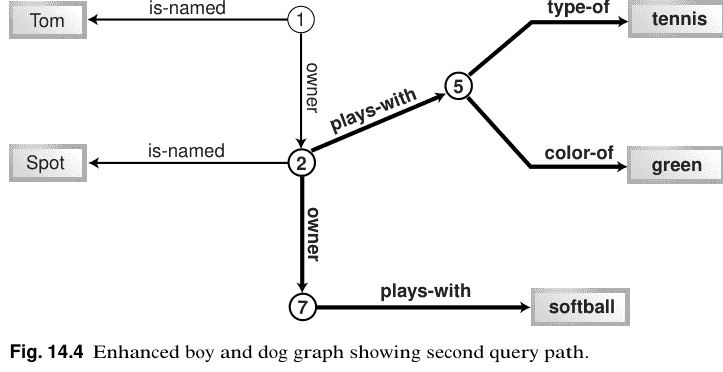 type-of
is-named
Tom
1
tennis
owner
5
plays-with
is-named
color-of
Spot
2
green
owner
plays-with
7
softball
Fig. 14.4 Enhanced boy and dog graph showing second query path.